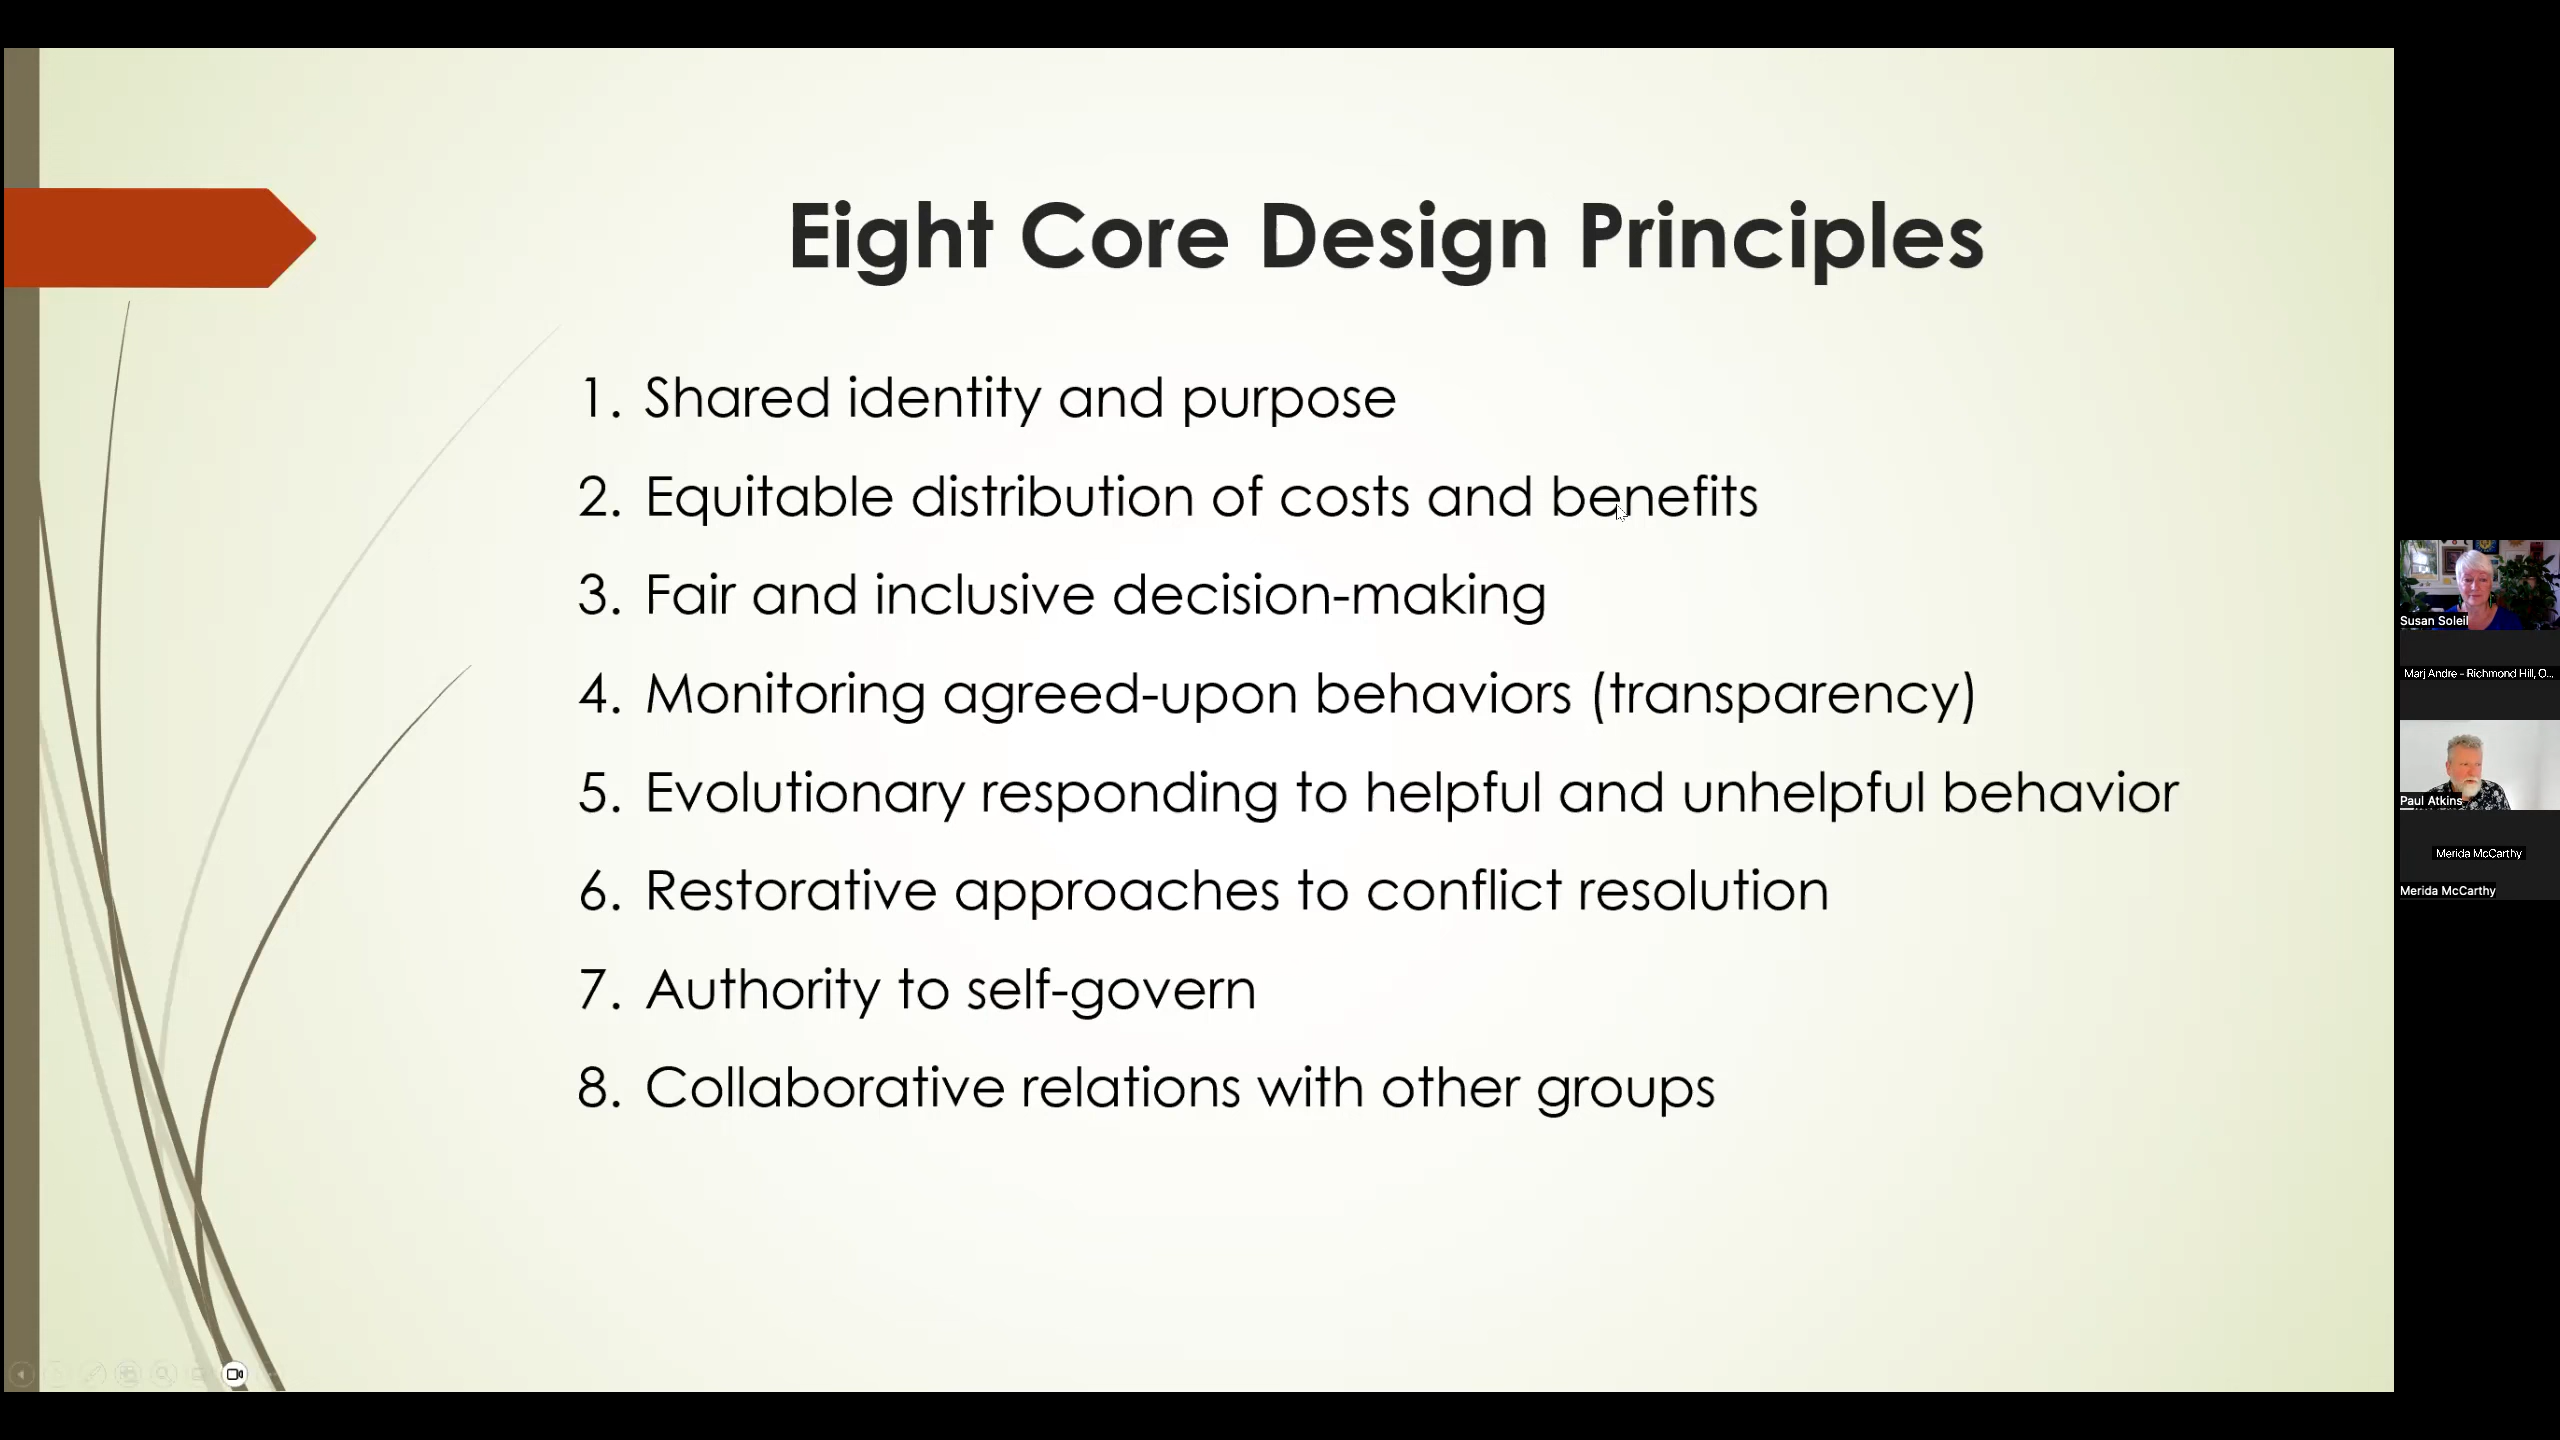 Eight Core Design Principles
1. Shared identity and purpose
2. Equitable distribution of costs and benefits
3. Fair and inclusive decision-making
4. Monitoring agreed-upon behaviors (transparency)
5. Evolutionary responding to helpful and unhelpful behavior
6. Restorative approaches to conflict resolution
7. Authority to self-govern
8. Collaborative relations with other groups
Susan Soleil
Marj Andre - Richmond Hill, O...
Paul Atkins
Merida McCarthy
Merida McCarthy